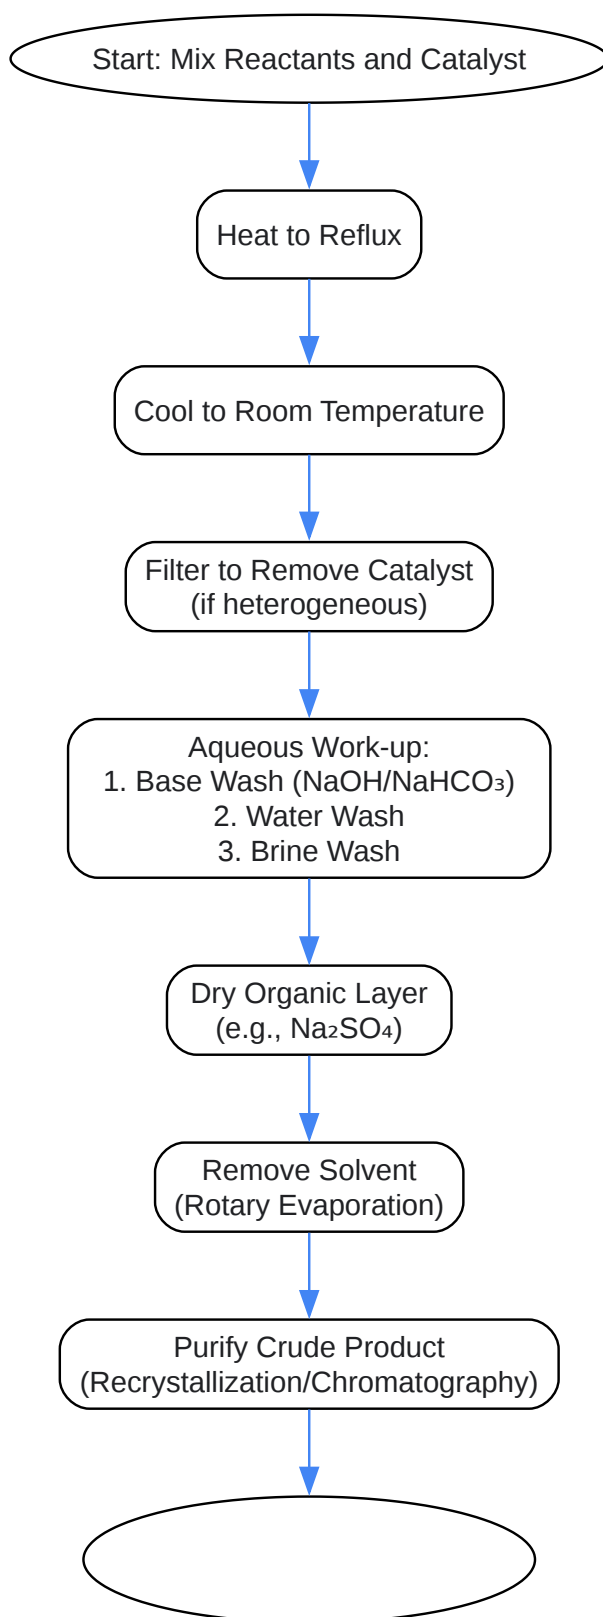 Start: Mix Reactants and Catalyst
Heat to Reflux
Cool to Room Temperature
Filter to Remove Catalyst
(if heterogeneous)
Aqueous Work-up:
1. Base Wash (NaOH/NaHCO₃)
2. Water Wash
3. Brine Wash
Dry Organic Layer
(e.g., Na₂SO₄)
Remove Solvent
(Rotary Evaporation)
Purify Crude Product
(Recrystallization/Chromatography)